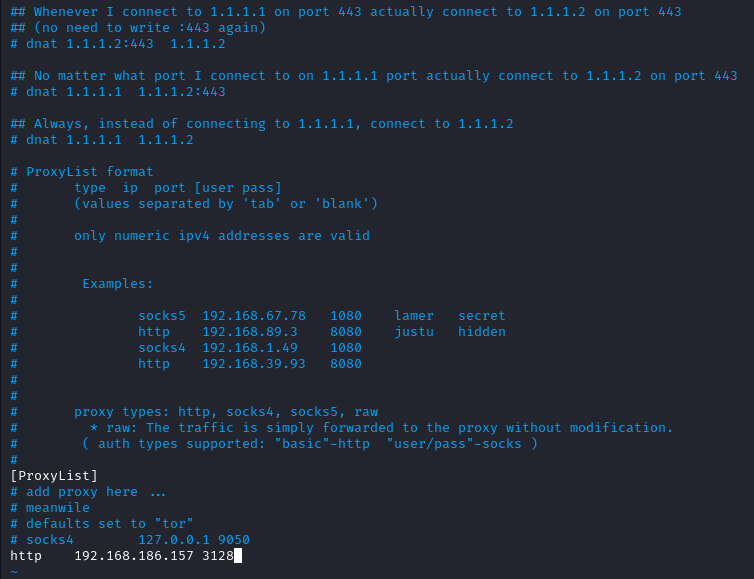 ## Whenever I connect to 1.1.1.1 on port 443 actually connect to 1.1.1.2 on port 443
## (no need to write :443 again)
# dnat 1.1.1.2:443  1.1.1.2

## No matter what port I connect to on 1.1.1.1 port actually connect to 1.1.1.2 on port 443
# dnat 1.1.1.1  1.1.1.2:443

## Always, instead of connecting to 1.1.1.1, connect to 1.1.1.2
# dnat 1.1.1.1  1.1.1.2

# ProxyList format
#       type  ip  port [user pass]
#       (values separated by 'tab' or 'blank')
#
#       only numeric ipv4 addresses are valid
#
#
#        Examples:
#
#               socks5  192.168.67.78   1080    lamer   secret
#               http    192.168.89.3    8080    justu   hidden
#               socks4  192.168.1.49    1080
#               http    192.168.39.93   8080
#
#
#       proxy types: http, socks4, socks5, raw
#         * raw: The traffic is simply forwarded to the proxy without modification.
#        ( auth types supported: "basic"-http  "user/pass"-socks )
#
[ProxyList]
# add proxy here ...
# meanwile
# defaults set to "tor"
# socks4        127.0.0.1 9050
http    192.168.186.157 3128
~